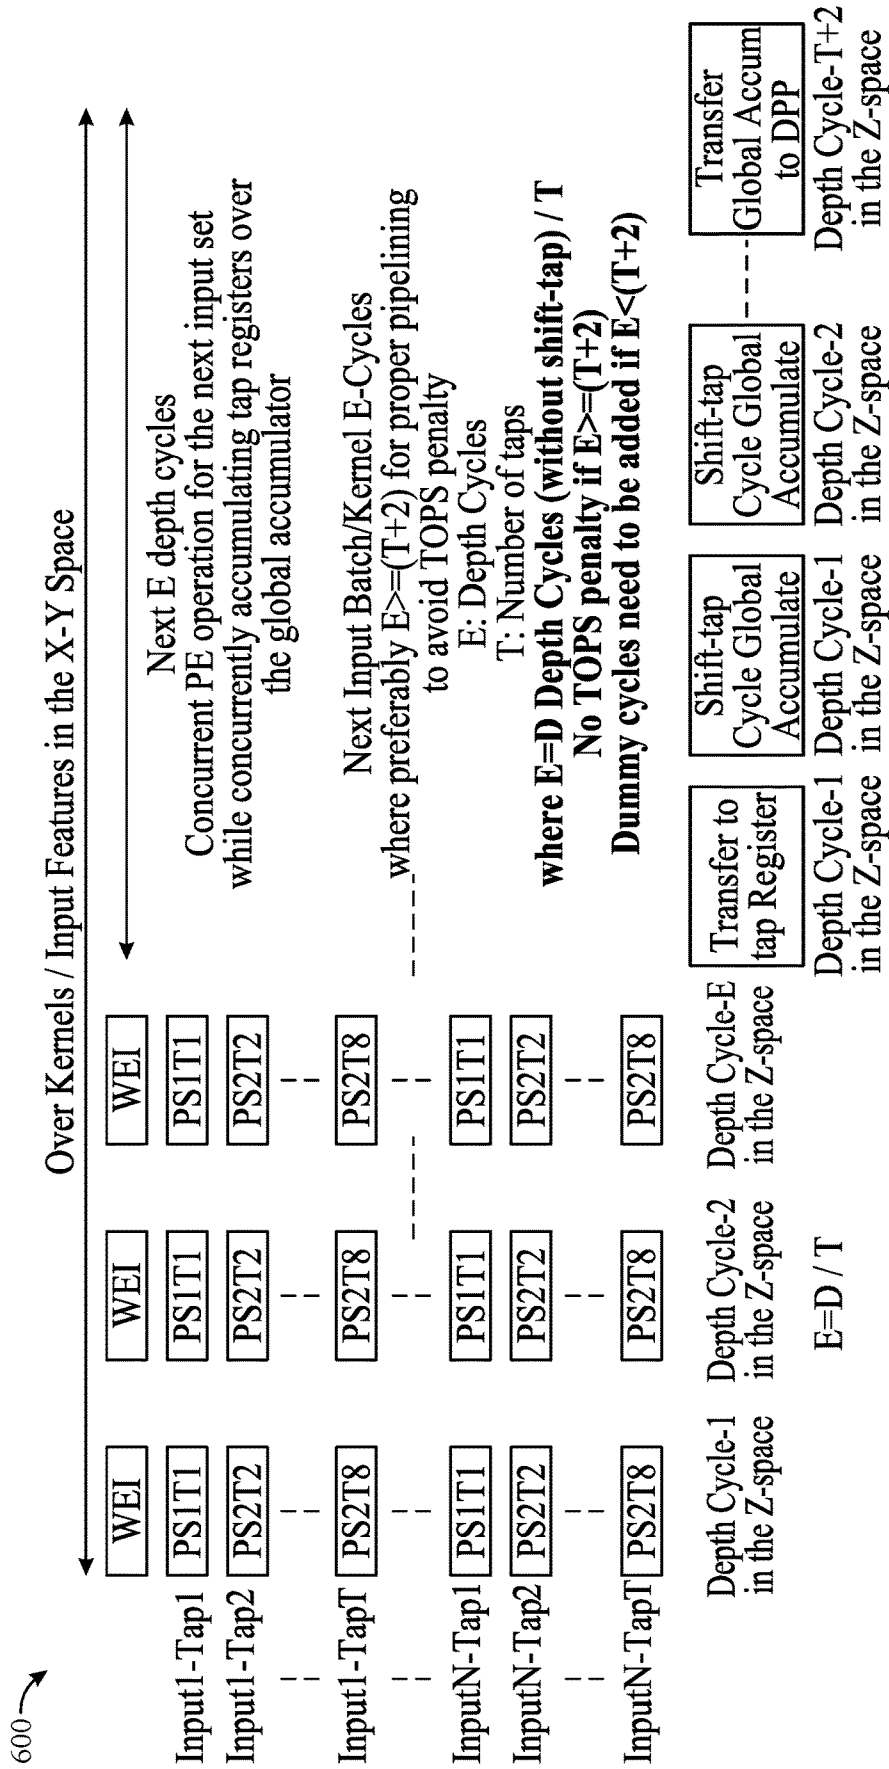 600
Over Kernels / Input Features in the X-Y Space
WEI
WEI
WEI
Next E depth cycles
Concurrent PE operation for the next input set
while concurrently accumulating tap registers over
the global accumulator
Input1-Tap1
PS1T1
PS1T1
PS1T1
Input1-Tap2
PS2T2
PS2T2
PS2T2
Input1-TapT
PS2T8
PS2T8
PS2T8
Next Input Batch/Kernel E-Cycles
where preferably E>=(T+2) for proper pipelining
to avoid TOPS penalty
E: Depth Cycles
T: Number of taps
InputN-Tap1
PS1T1
PS1T1
PS1T1
InputN-Tap2
PS2T2
PS2T2
PS2T2
where E=D Depth Cycles (without shift-tap) / T
No TOPS penalty if E>=(T+2)
Dummy cycles need to be added if E<(T+2)
InputN-TapT
PS2T8
PS2T8
PS2T8
Depth Cycle-1
in the Z-space
Depth Cycle-2
in the Z-space
Depth Cycle-E
in the Z-space
E=D / T
Transfer to
tap Register
Depth Cycle-1
in the Z-space
Shift-tap
Cycle Global
Accumulate
Depth Cycle-1
in the Z-space
Shift-tap
Cycle Global
Accumulate
Depth Cycle-2
in the Z-space
Transfer
Global Accum
to DPP
Depth Cycle-T+2
in the Z-space